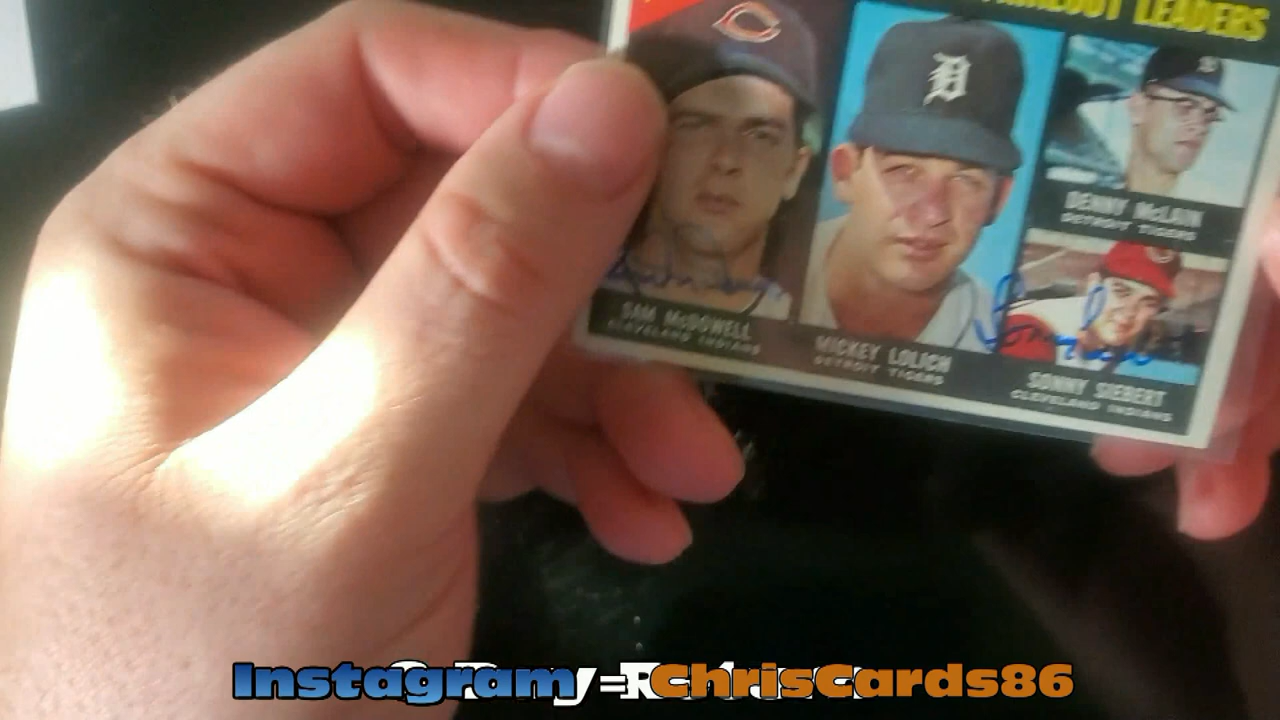 LEADERS
SAM McDOWELL
CLEVELAND INDIANS
MICKEY LOLICH
DETROIT TIGERS
DENNY McLAIN
DETROIT TIGERS
SONNY SIEBERT
CLEVELAND INDIANS
Instagram = ChrisCards86